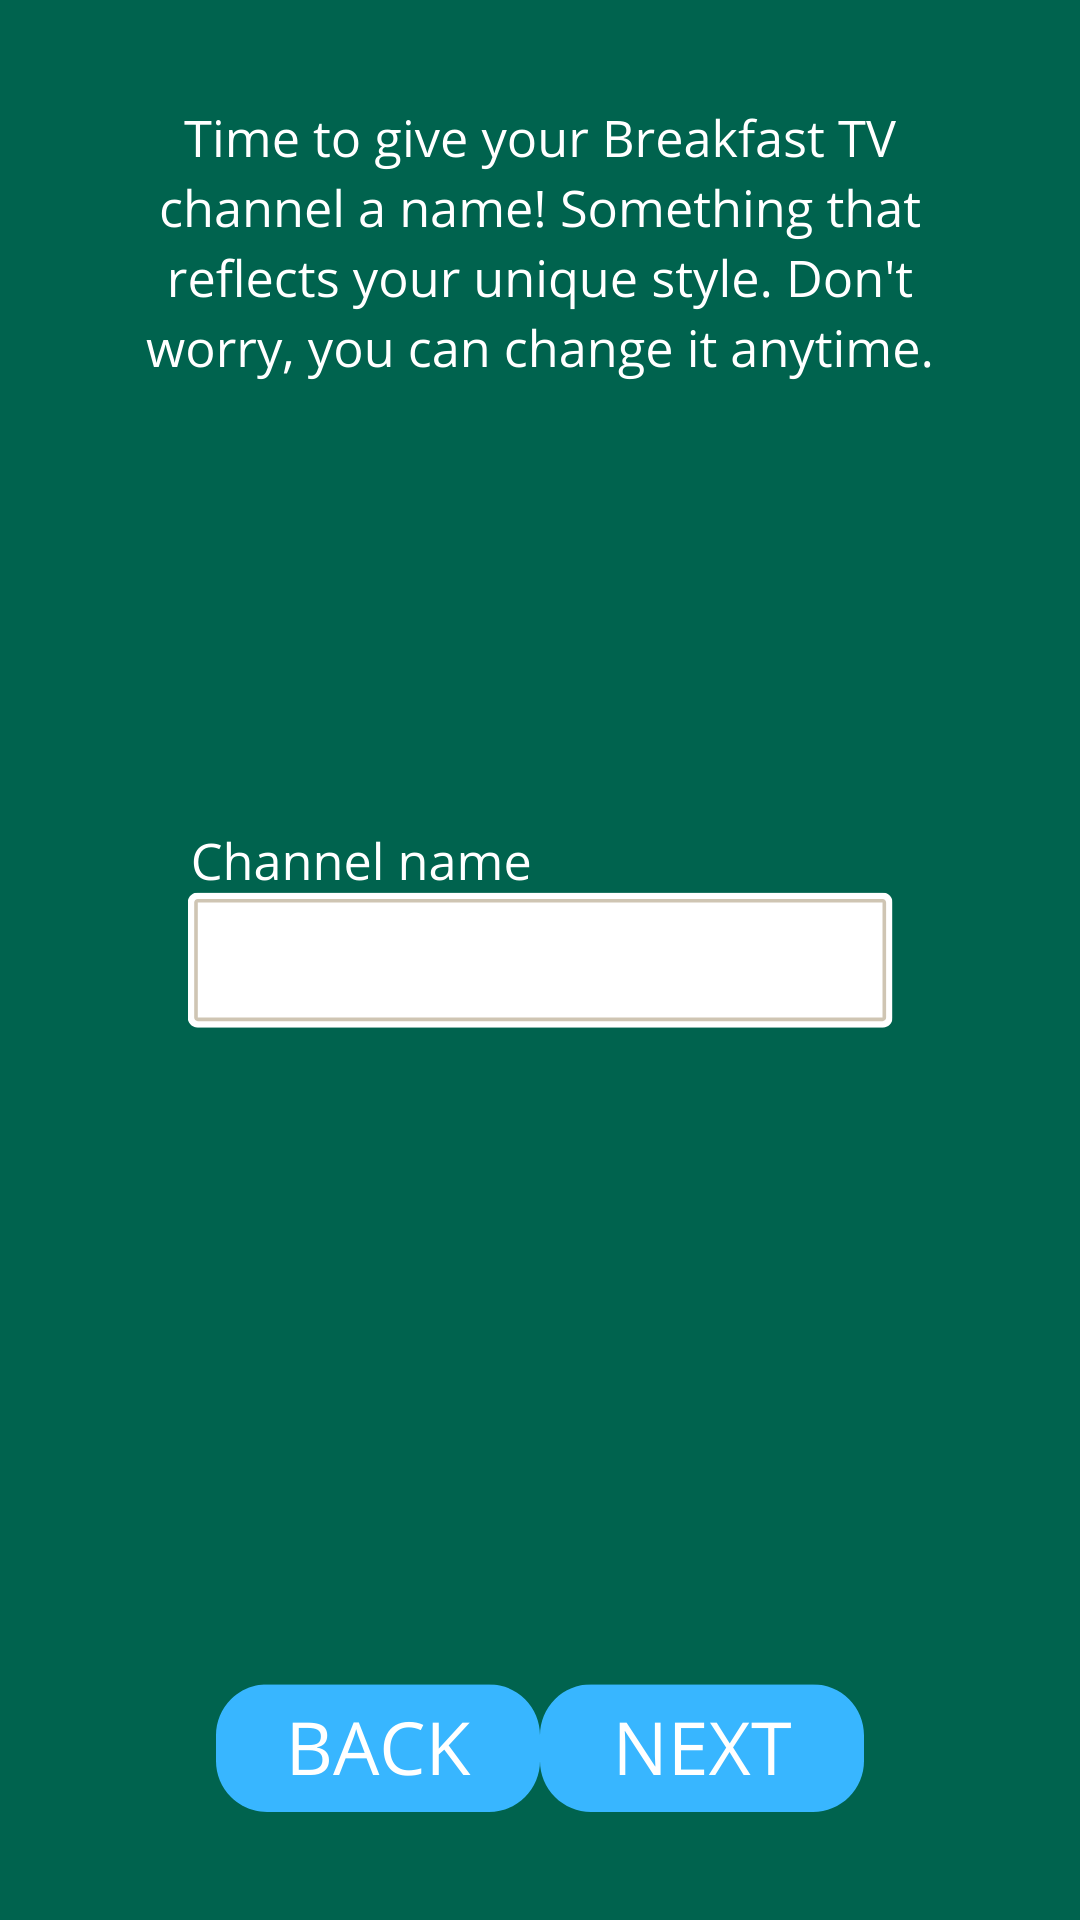 Time to give your Breakfast TV
channel a name! Something that
reflects your unique style. Don't
worry, you can change it anytime.
Channel name
BACK NEXT